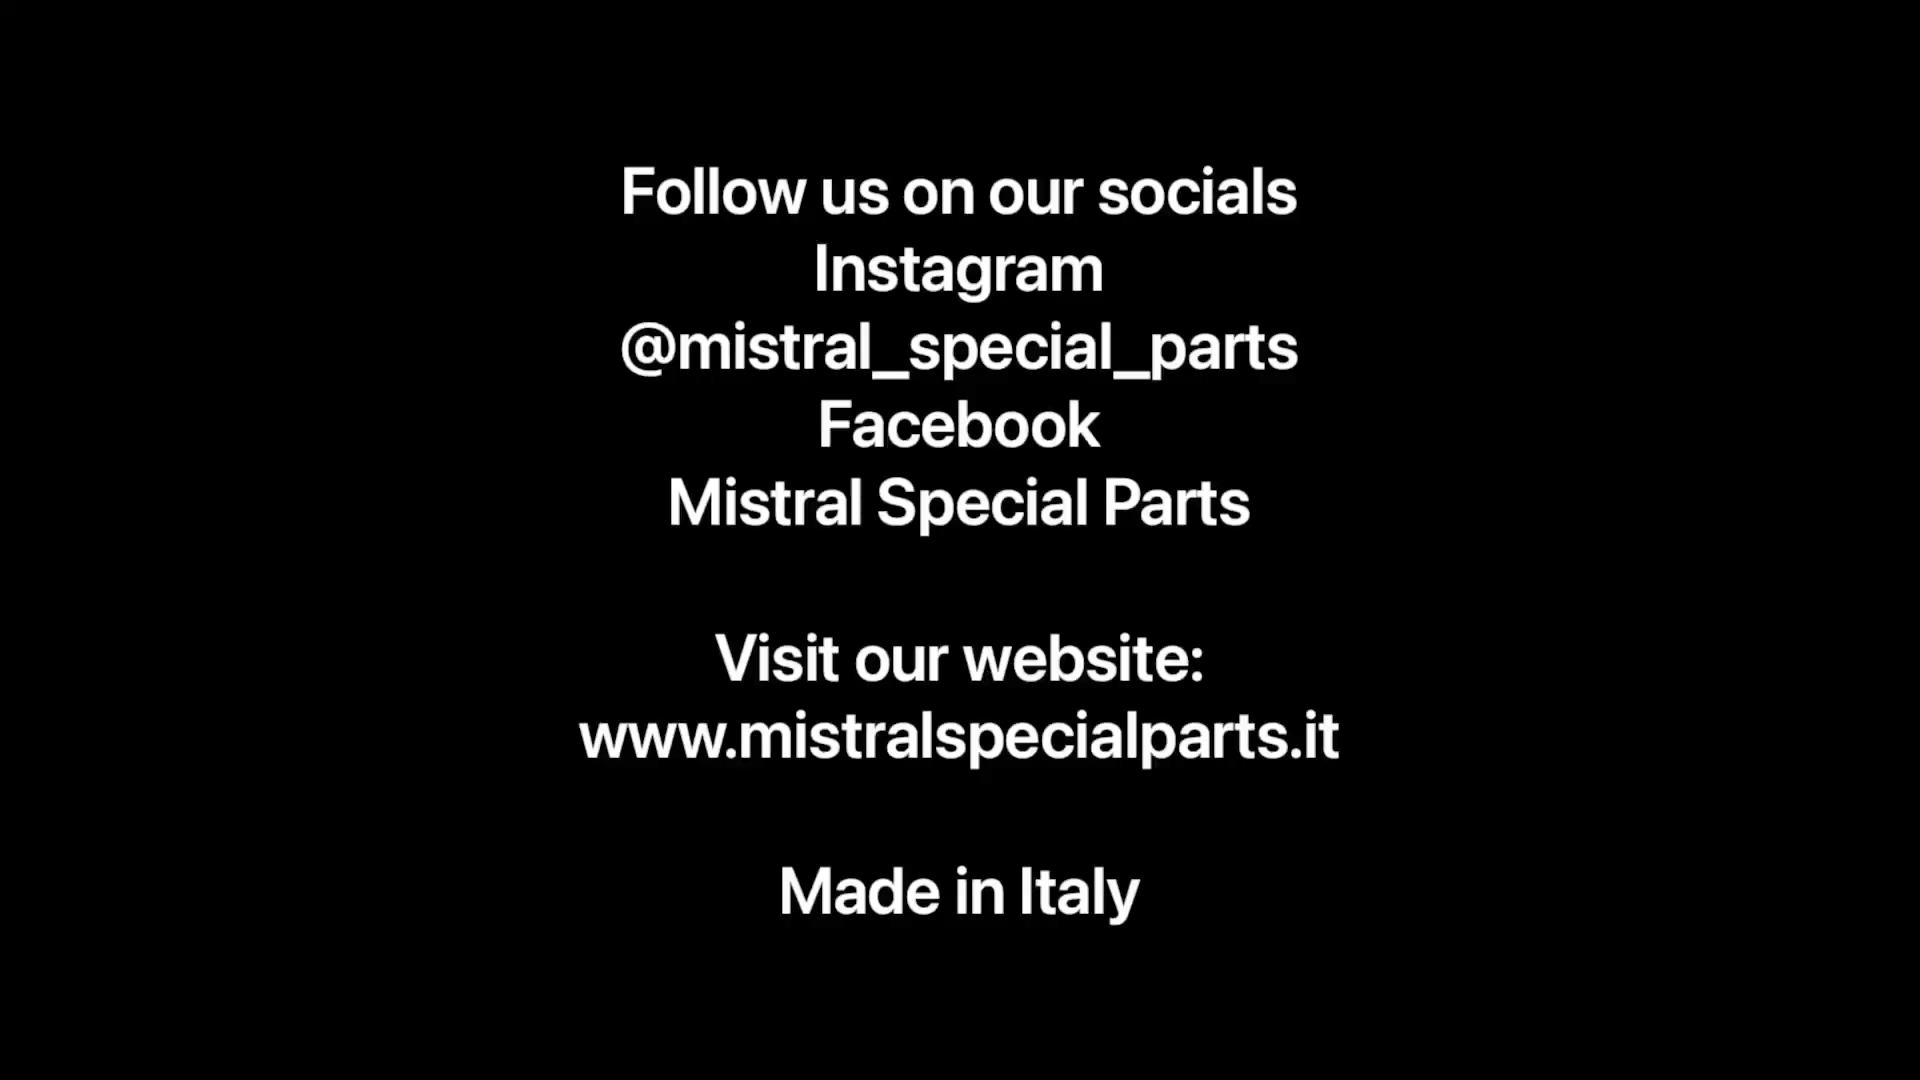 Follow us on our socials
Instagram
@mistral_special_parts
Facebook
Mistral Special Parts
Visit our website:
www.mistralspecialparts.it
Made in Italy